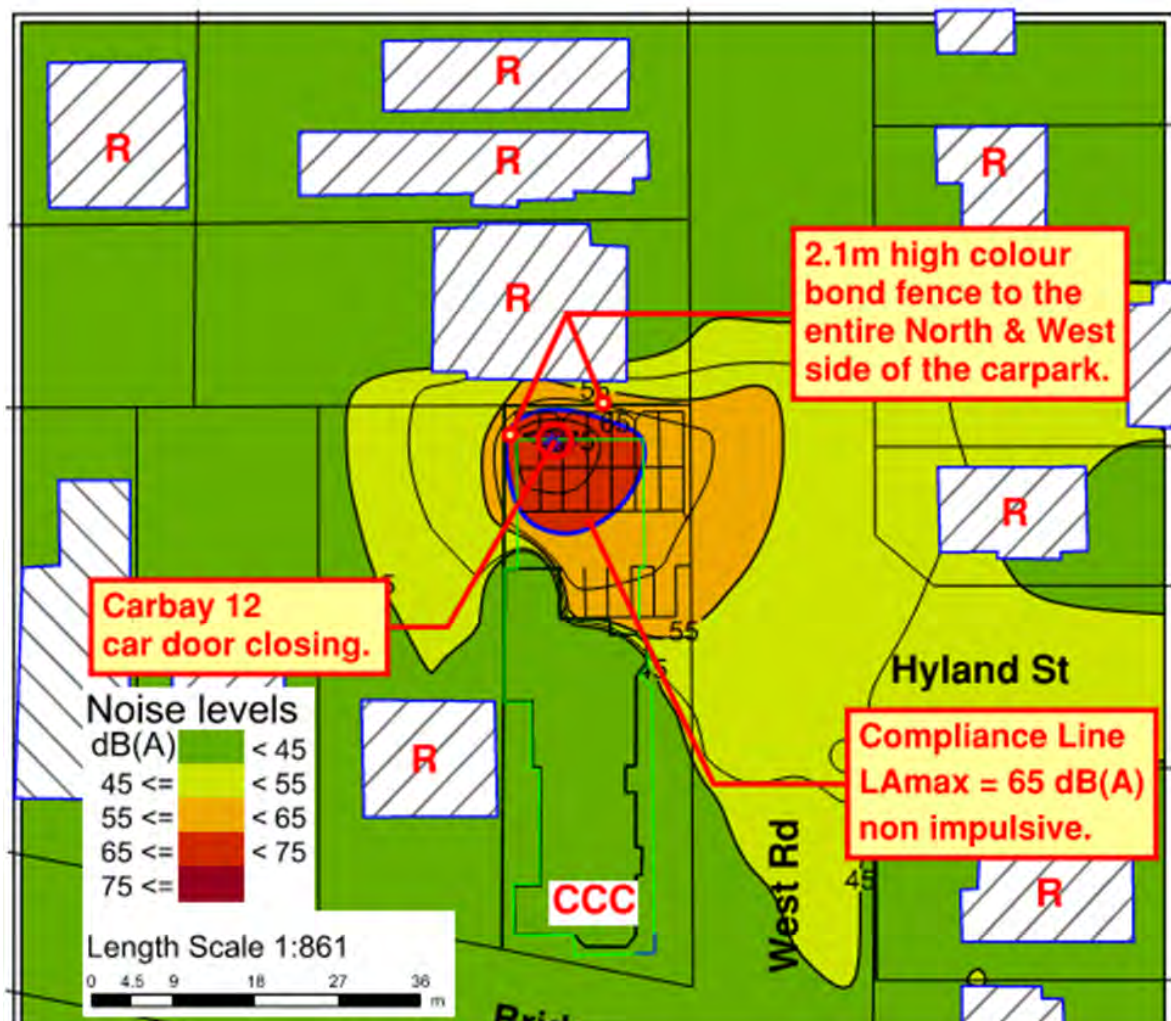 R
R
R
R
R
2.1m high colour
bond fence to the
entire North & West
side of the carpark.
55
65
R
Carbay 12
car door closing.
55
45
Hyland St
Noise levels
dB(A)
< 45
45 <=
< 55
55 <=
< 65
65 <=
< 75
75 <=
R
Compliance Line
LAmax = 65 dB(A)
non impulsive.
West Rd
45
R
CCC
Length Scale 1:861
0 4.5 9 18 27 36
m